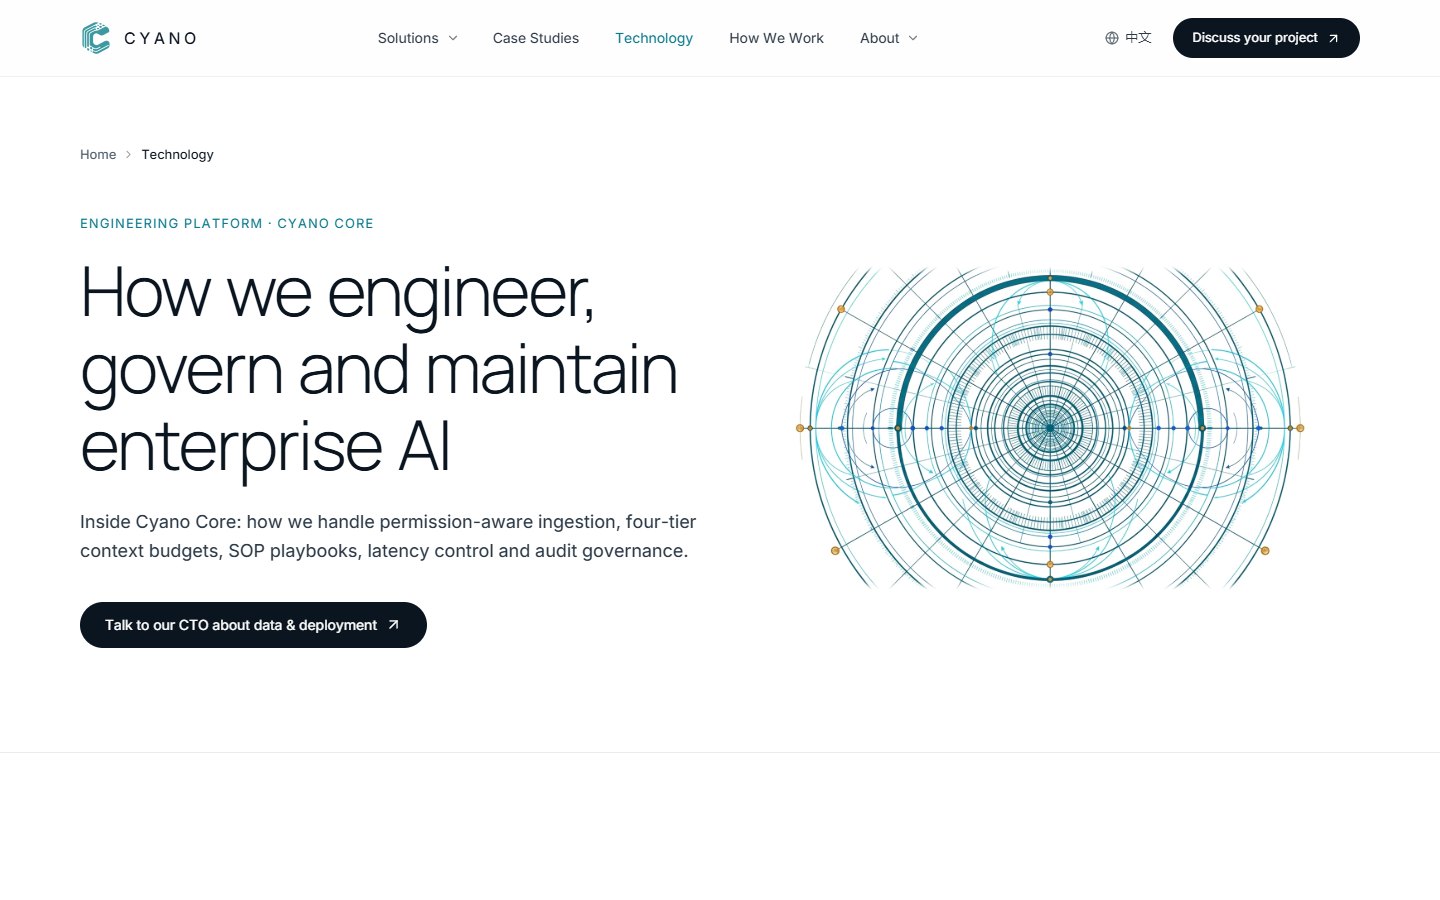 CYANO
Solutions
Case Studies
Technology
How We Work
About
中文
Discuss your project
Home
Technology
ENGINEERING PLATFORM · CYANO CORE
How we engineer,
govern and maintain
enterprise AI
Inside Cyano Core: how we handle permission-aware ingestion, four-tier
context budgets, SOP playbooks, latency control and audit governance.
Talk to our CTO about data & deployment